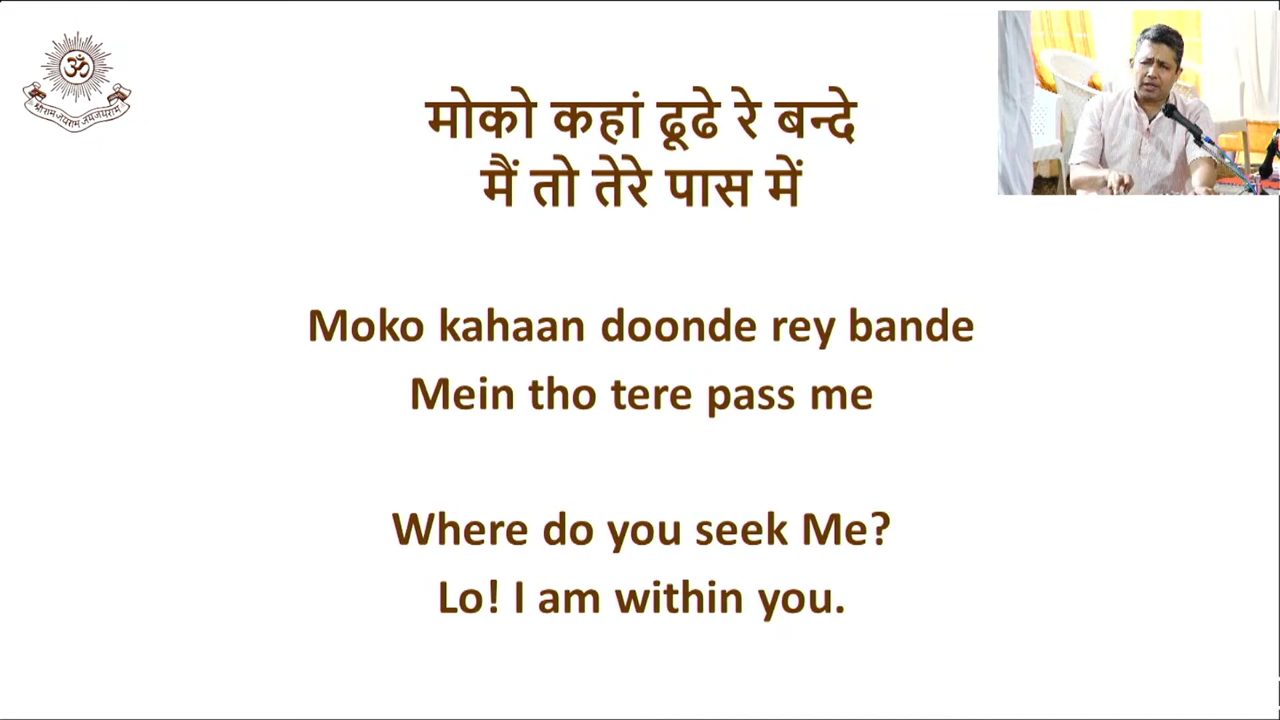 ॐ
मोको कहां ढूढे रे बन्दे
मैं तो तेरे पास में
Moko kahaan doonde rey bande
Mein tho tere pass me
Where do you seek Me?
Lo! I am within you.